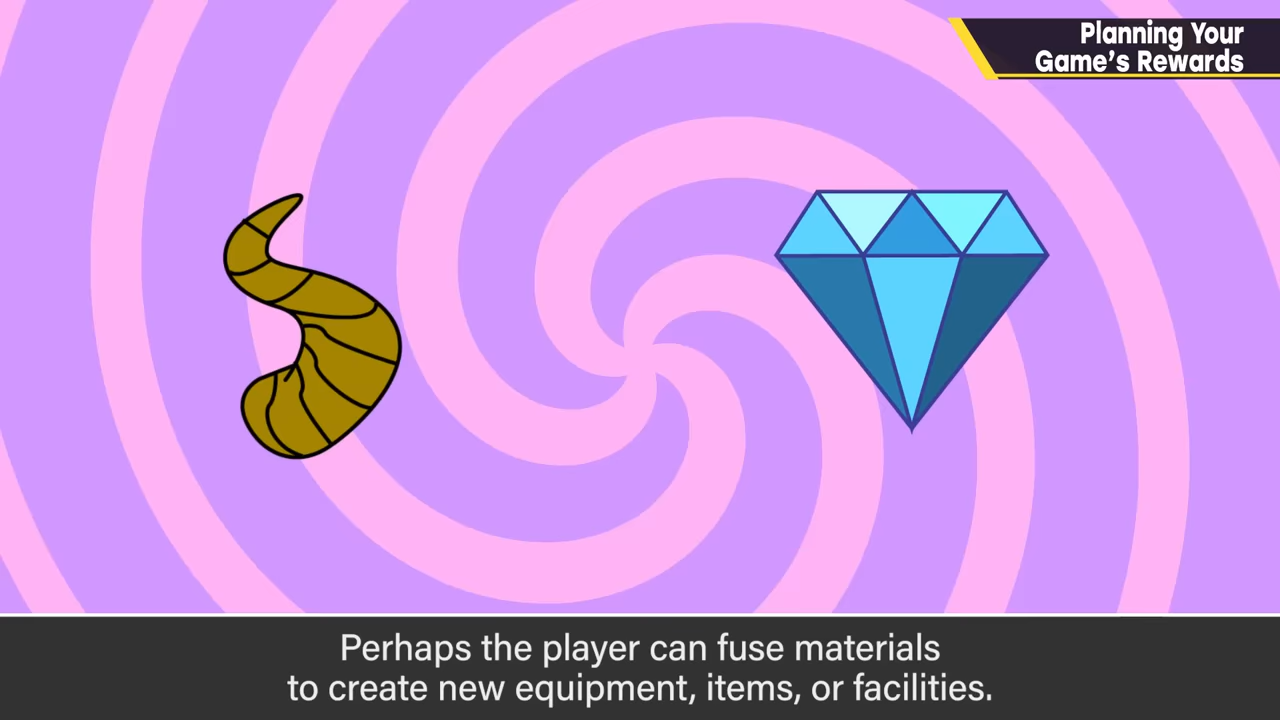 Planning Your
Game's Rewards
Perhaps the player can fuse materials
to create new equipment, items, or facilities.